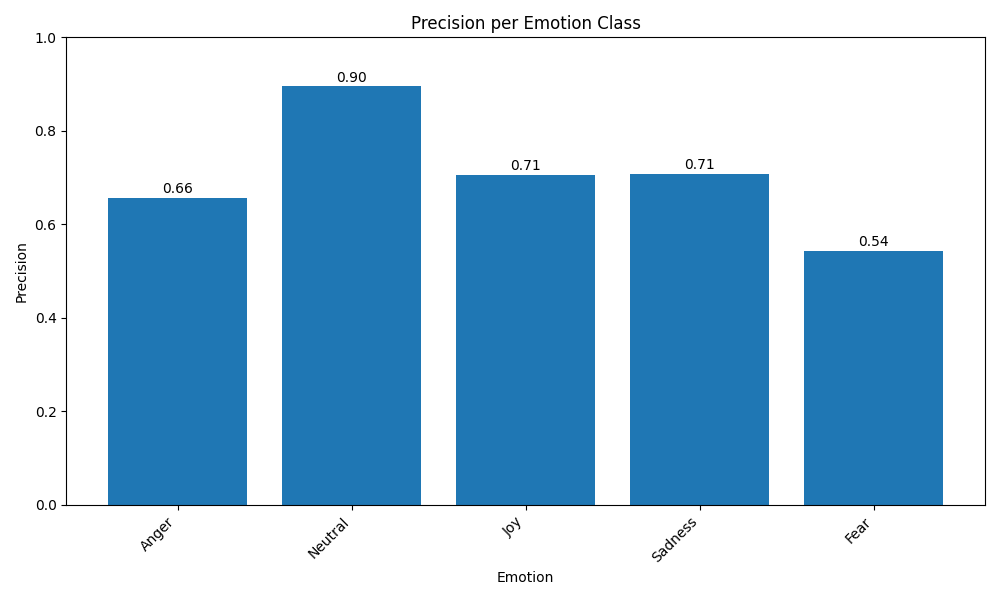 Precision per Emotion Class
Precision
1.0
0.8
0.6
0.4
0.2
0.0
0.66
0.90
0.71
0.71
0.54
Anger
Neutral
Joy
Sadness
Fear
Emotion